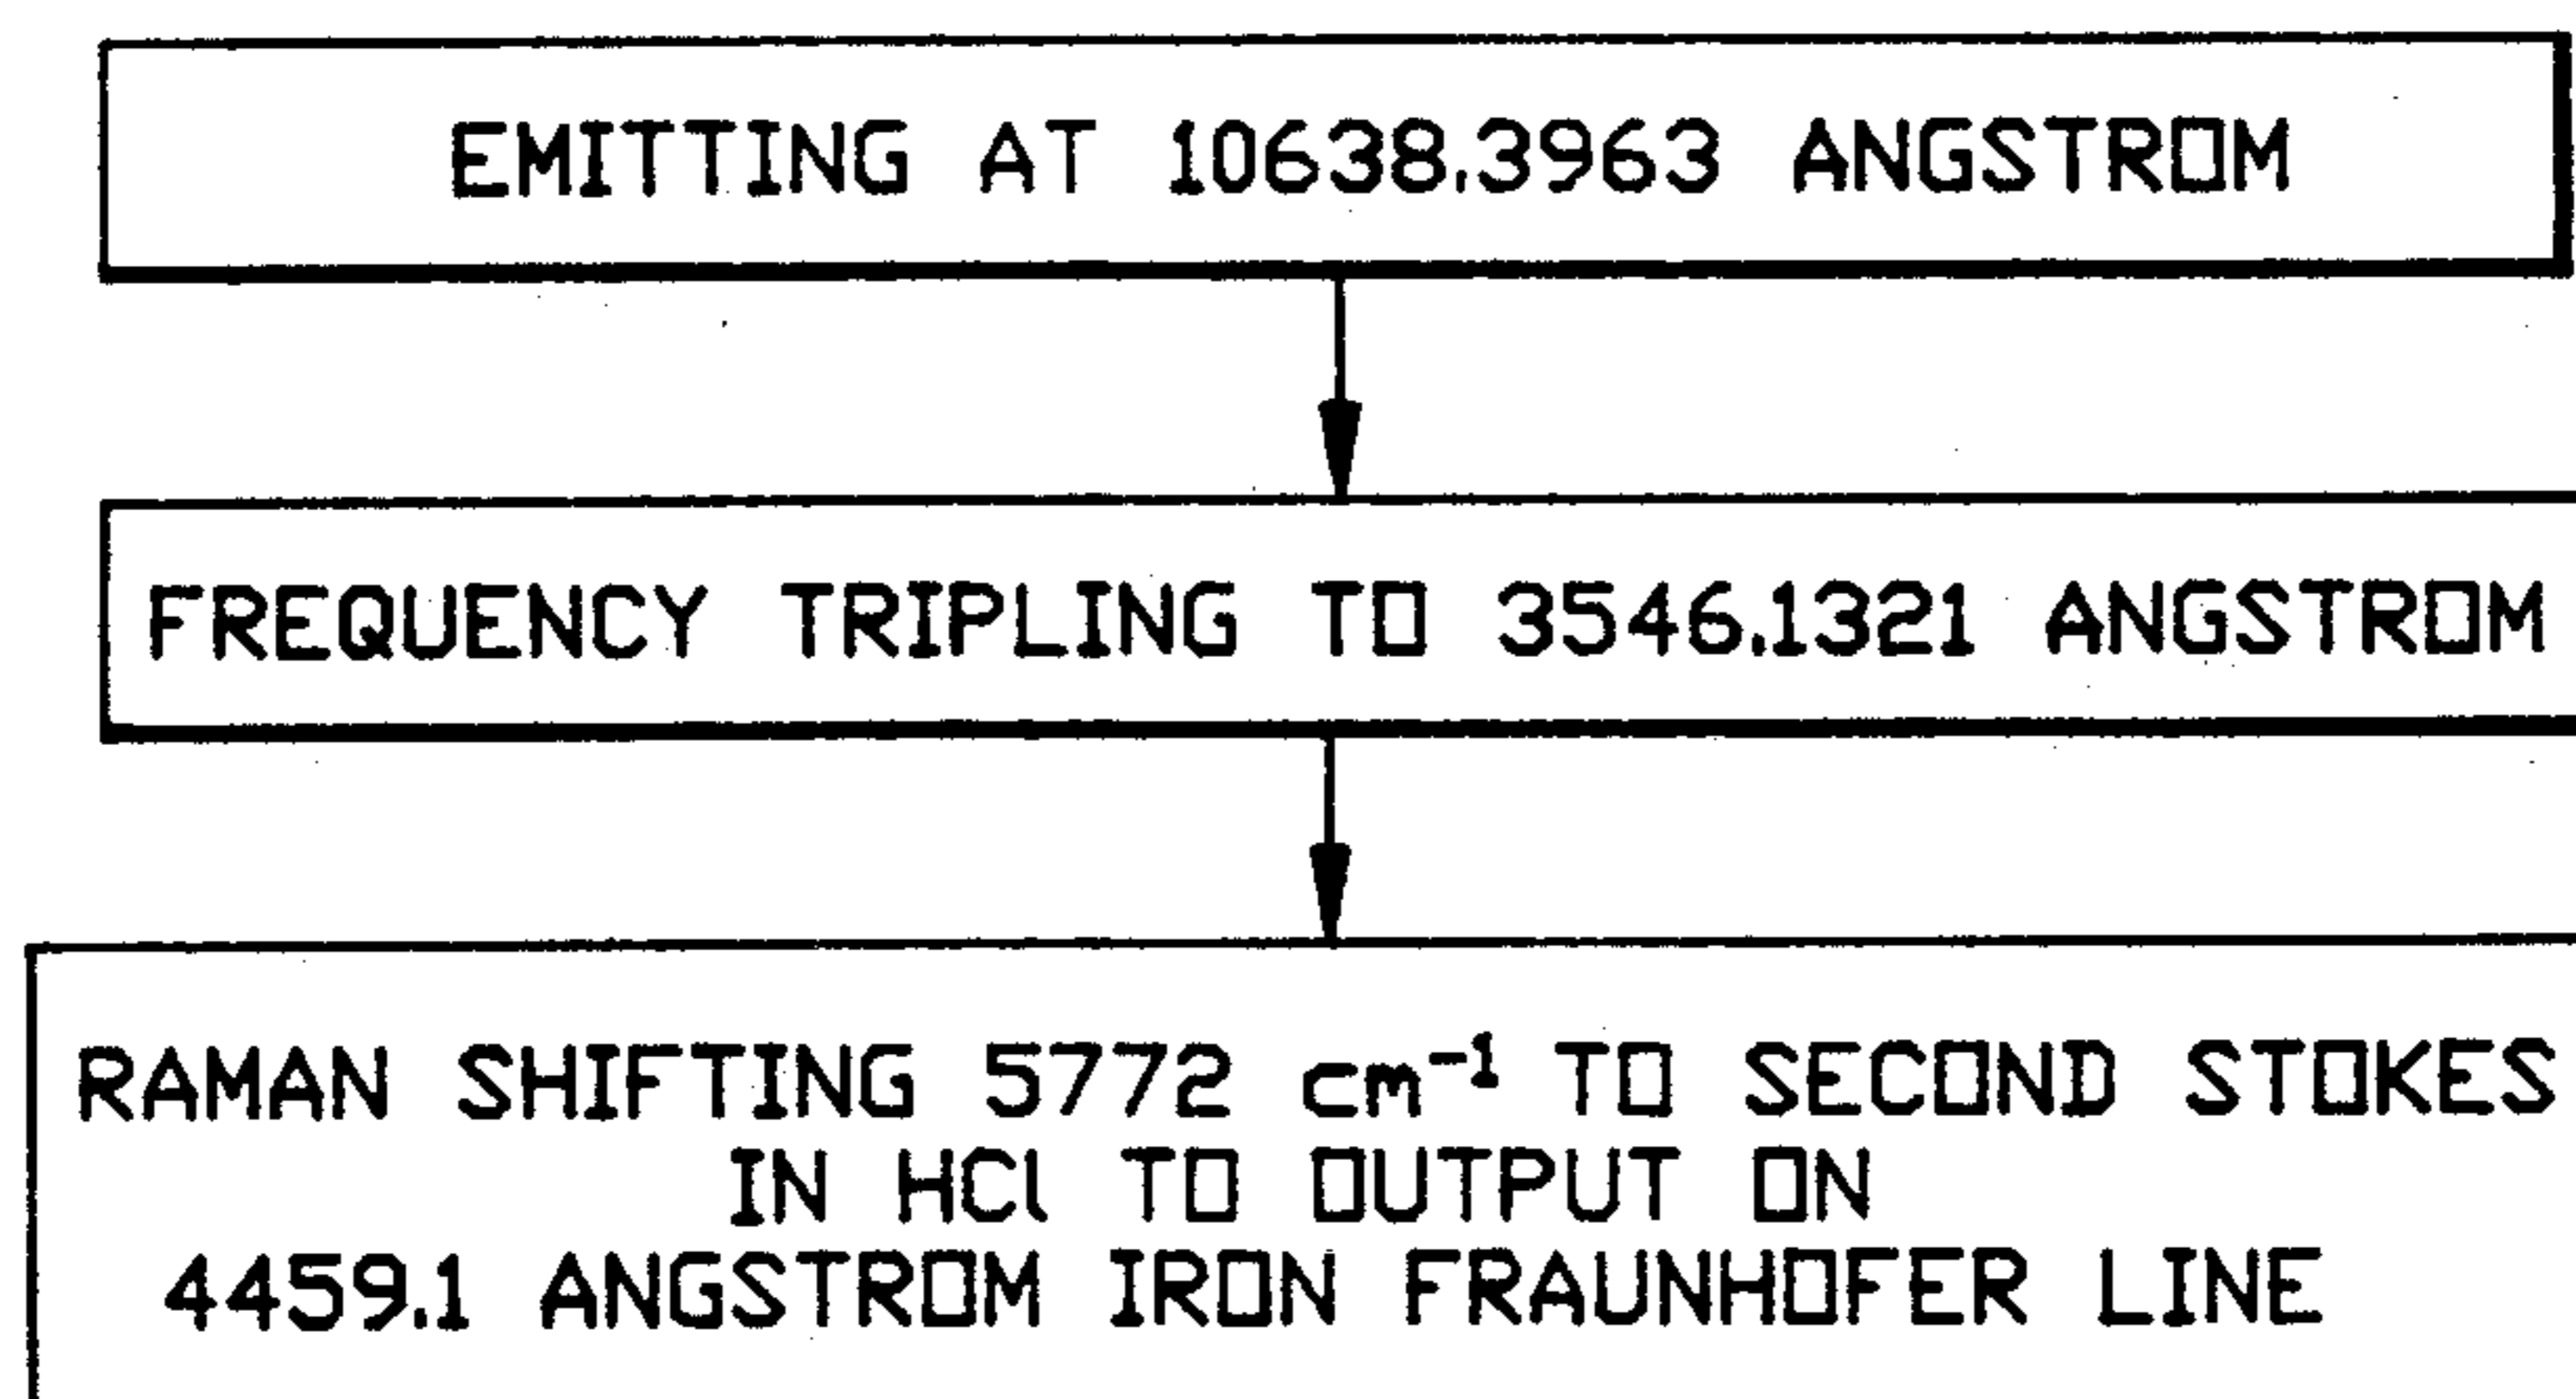 EMITTING AT 10638.3963 ANGSTROM
FREQUENCY TRIPLING TO 3546.1321 ANGSTROM
RAMAN SHIFTING 5772 cm⁻¹ TO SECOND STOKES
IN HCl TO OUTPUT ON
4459.1 ANGSTROM IRON FRAUNHOFER LINE